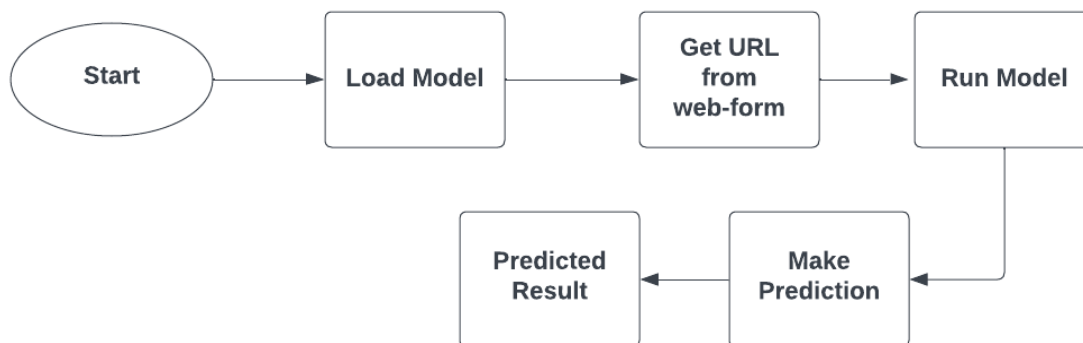 Start
Load Model
Get URL
from
web-form
Run Model
Make
Prediction
Predicted
Result